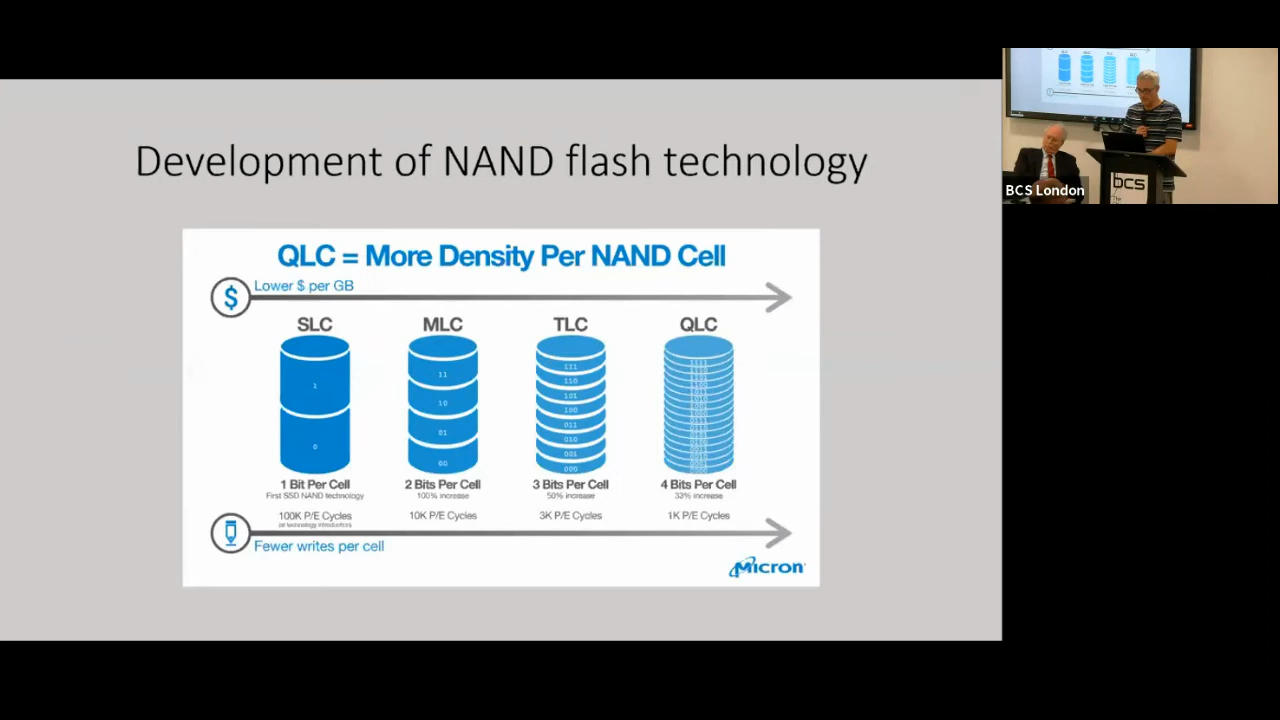 Development of NAND flash technology
QLC = More Density Per NAND Cell
$
Lower $ per GB
SLC
MLC
TLC
QLC
1
0
11
10
01
00
111
110
101
100
011
010
001
000
1111
1 Bit Per Cell
First SSD NAND technology
100K P/E Cycles
2 Bits Per Cell
100% increase
10K P/E Cycles
3 Bits Per Cell
50% increase
3K P/E Cycles
4 Bits Per Cell
33% increase
1K P/E Cycles
Fewer writes per cell
Micron
bcs
BCS London